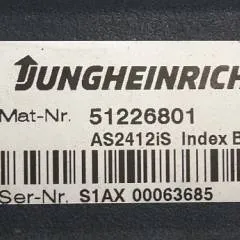 JUNGHEINRICH
Mat-Nr. 51226801
AS2412iS Index B
Ser-Nr. S1AX 00063685